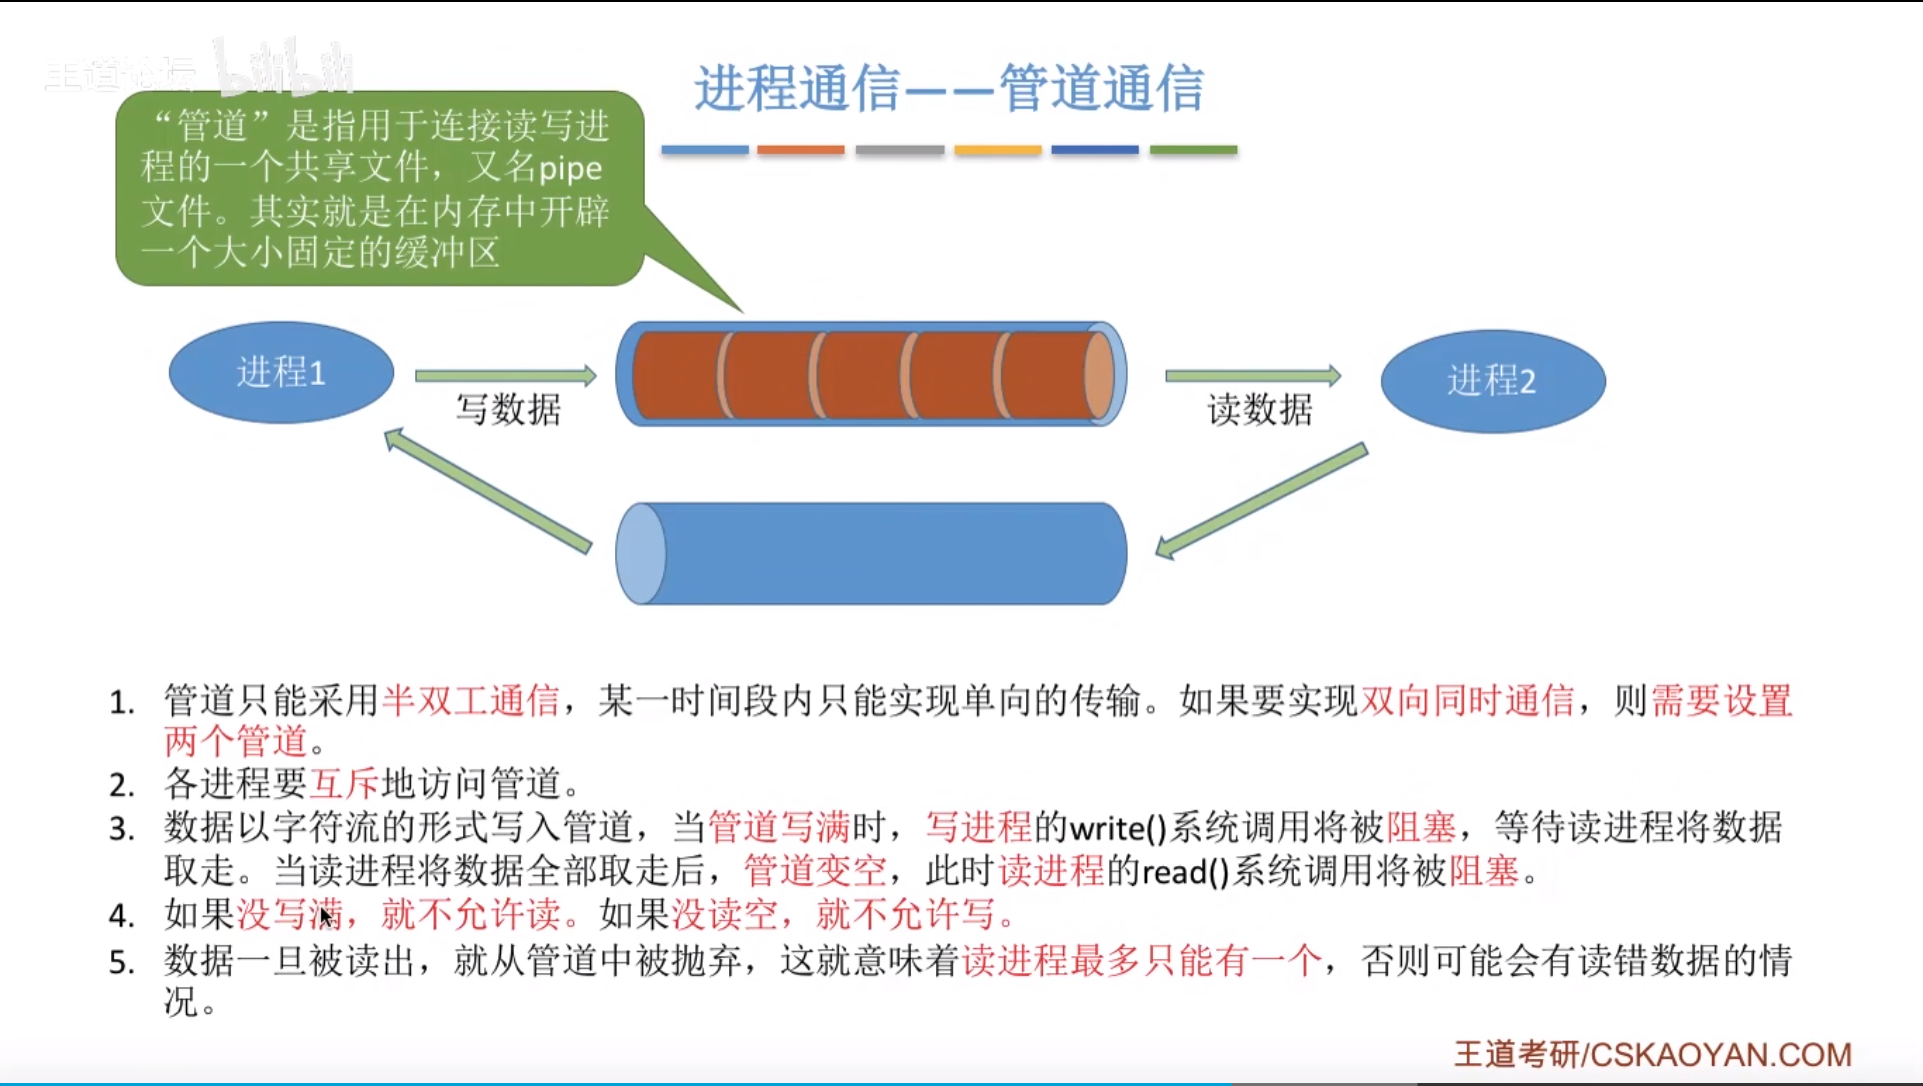 王道论坛 bilibili
进程通信——管道通信
“管道”是指用于连接读写进
程的一个共享文件，又名pipe
文件。其实就是在内存中开辟
一个大小固定的缓冲区
进程1
写数据
读数据
进程2
1. 管道只能采用半双工通信，某一时间段内只能实现单向的传输。如果要实现双向同时通信，则需要设置
两个管道。
2. 各进程要互斥地访问管道。
3. 数据以字符流的形式写入管道，当管道写满时，写进程的write()系统调用将被阻塞，等待读进程将数据
取走。当读进程将数据全部取走后，管道变空，此时读进程的read()系统调用将被阻塞。
4. 如果没写满，就不允许读。如果没读空，就不允许写。
5. 数据一旦被读出，就从管道中被抛弃，这就意味着读进程最多只能有一个，否则可能会有读错数据的情
况。
王道考研/CSKAOYAN.COM